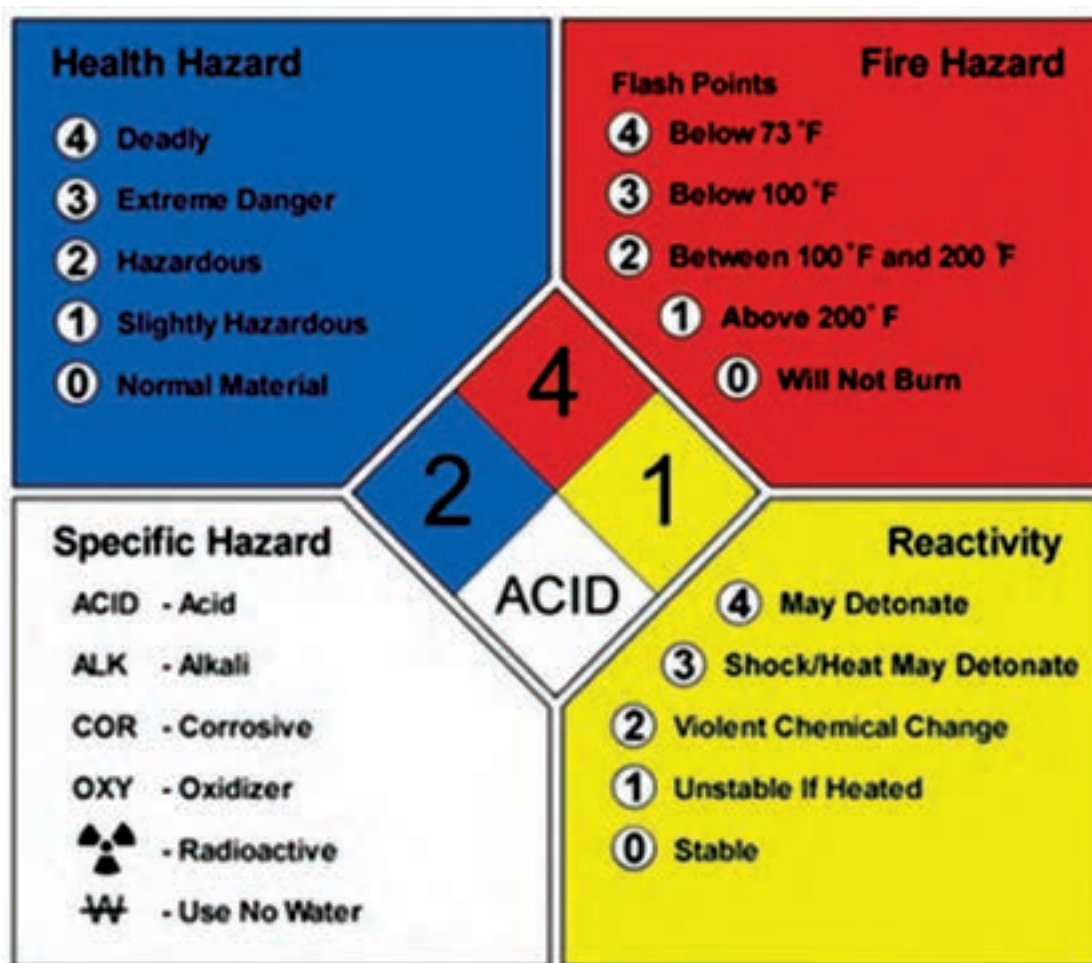 Health Hazard
4 Deadly
3 Extreme Danger
2 Hazardous
1 Slightly Hazardous
0 Normal Material
Fire Hazard
Flash Points
4 Below 73 °F
3 Below 100 °F
2 Between 100 °F and 200 °F
1 Above 200° F
0 Will Not Burn
4
2
1
ACID
Specific Hazard
ACID - Acid
ALK - Alkali
COR - Corrosive
OXY - Oxidizer
- Radioactive
W - Use No Water
Reactivity
4 May Detonate
3 Shock/Heat May Detonate
2 Violent Chemical Change
1 Unstable If Heated
0 Stable